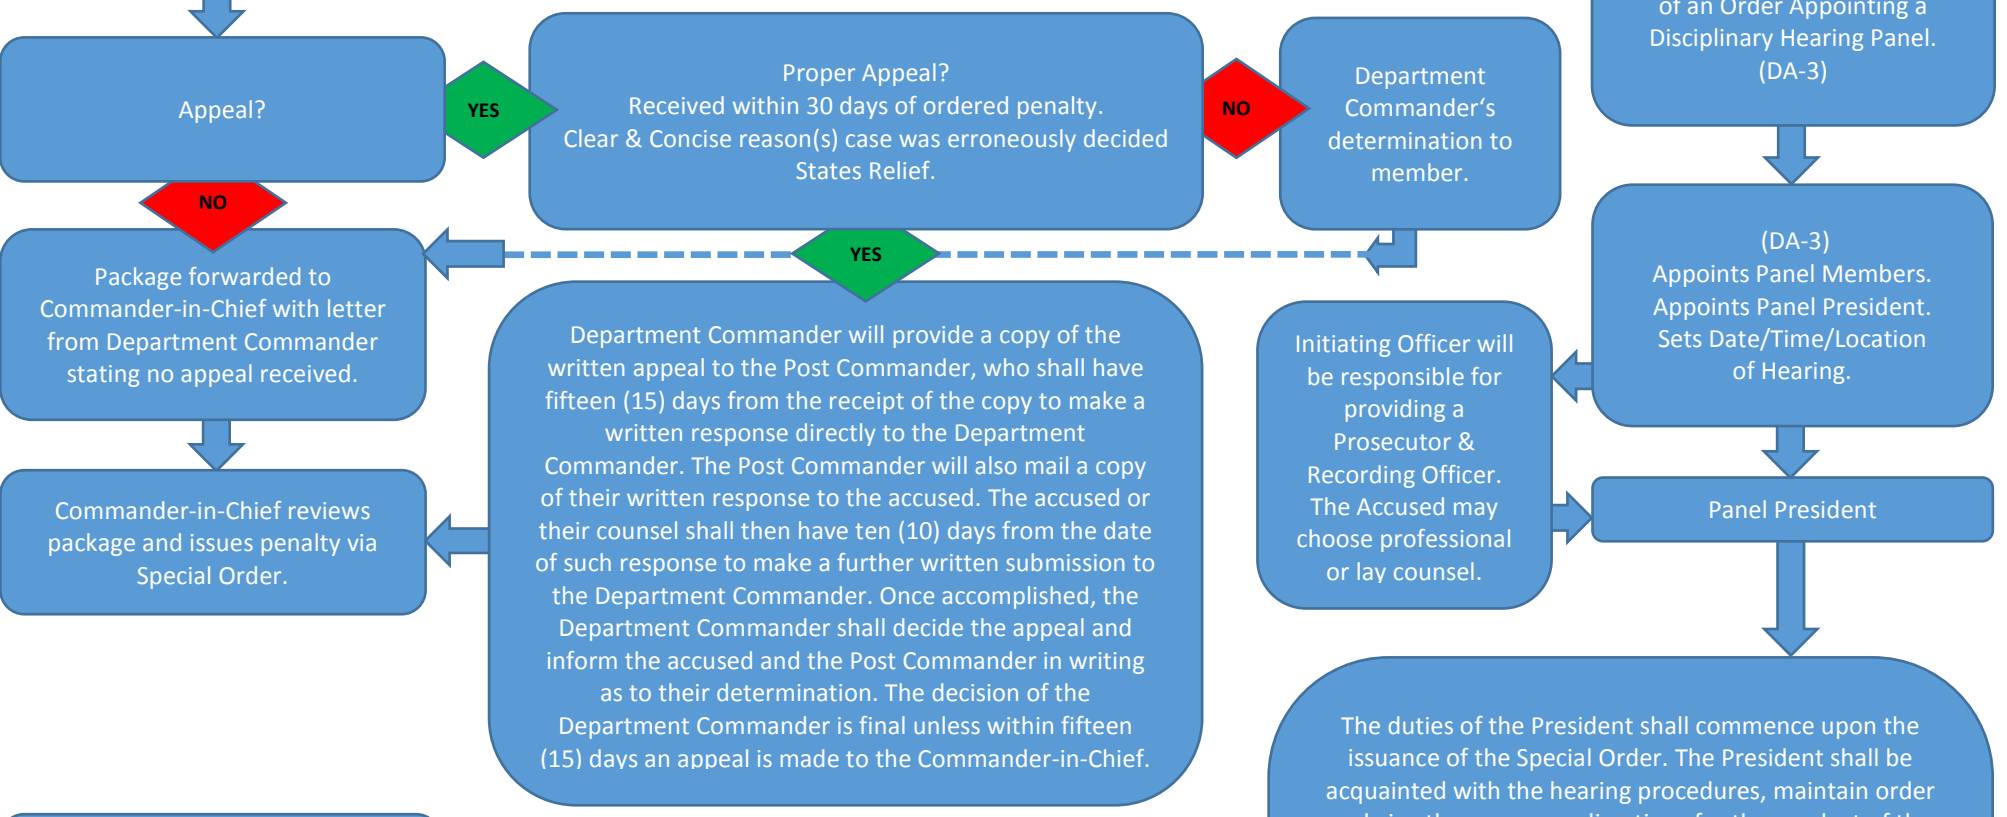 Appeal?
YES
Proper Appeal?
Received within 30 days of ordered penalty.
Clear & Concise reason(s) case was erroneously decided
States Relief.
NO
Department
Commander‘s
determination to
member.
of an Order Appointing a
Disciplinary Hearing Panel.
(DA-3)
NO
YES
Package forwarded to
Commander-in-Chief with letter
from Department Commander
stating no appeal received.
Commander-in-Chief reviews
package and issues penalty via
Special Order.
Department Commander will provide a copy of the
written appeal to the Post Commander, who shall have
fifteen (15) days from the receipt of the copy to make a
written response directly to the Department
Commander. The Post Commander will also mail a copy
of their written response to the accused. The accused or
their counsel shall then have ten (10) days from the date
of such response to make a further written submission to
the Department Commander. Once accomplished, the
Department Commander shall decide the appeal and
inform the accused and the Post Commander in writing
as to their determination. The decision of the
Department Commander is final unless within fifteen
(15) days an appeal is made to the Commander-in-Chief.
(DA-3)
Appoints Panel Members.
Appoints Panel President.
Sets Date/Time/Location
of Hearing.
Initiating Officer will
be responsible for
providing a
Prosecutor &
Recording Officer.
The Accused may
choose professional
or lay counsel.
Panel President
The duties of the President shall commence upon the
issuance of the Special Order. The President shall be
acquainted with the hearing procedures, maintain order